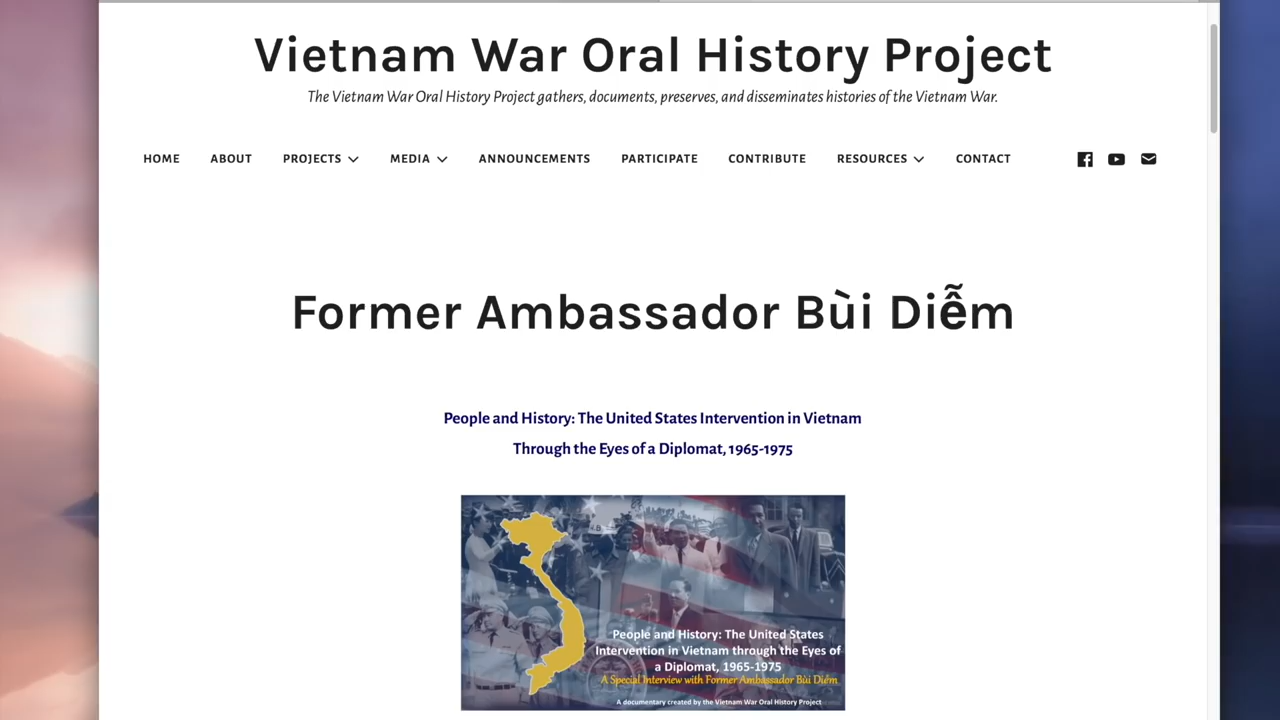 Vietnam War Oral History Project
The Vietnam War Oral History Project gathers, documents, preserves, and disseminates histories of the Vietnam War.
HOME ABOUT PROJECTS MEDIA ANNOUNCEMENTS PARTICIPATE CONTRIBUTE RESOURCES CONTACT
Former Ambassador Bùi Diễm
People and History: The United States Intervention in Vietnam
Through the Eyes of a Diplomat, 1965-1975
People and History: The United States
Intervention in Vietnam through the Eyes of
a Diplomat, 1965-1975
A Special Interview with Former Ambassador Bùi Diễm
A documentary created by the Vietnam War Oral History Project